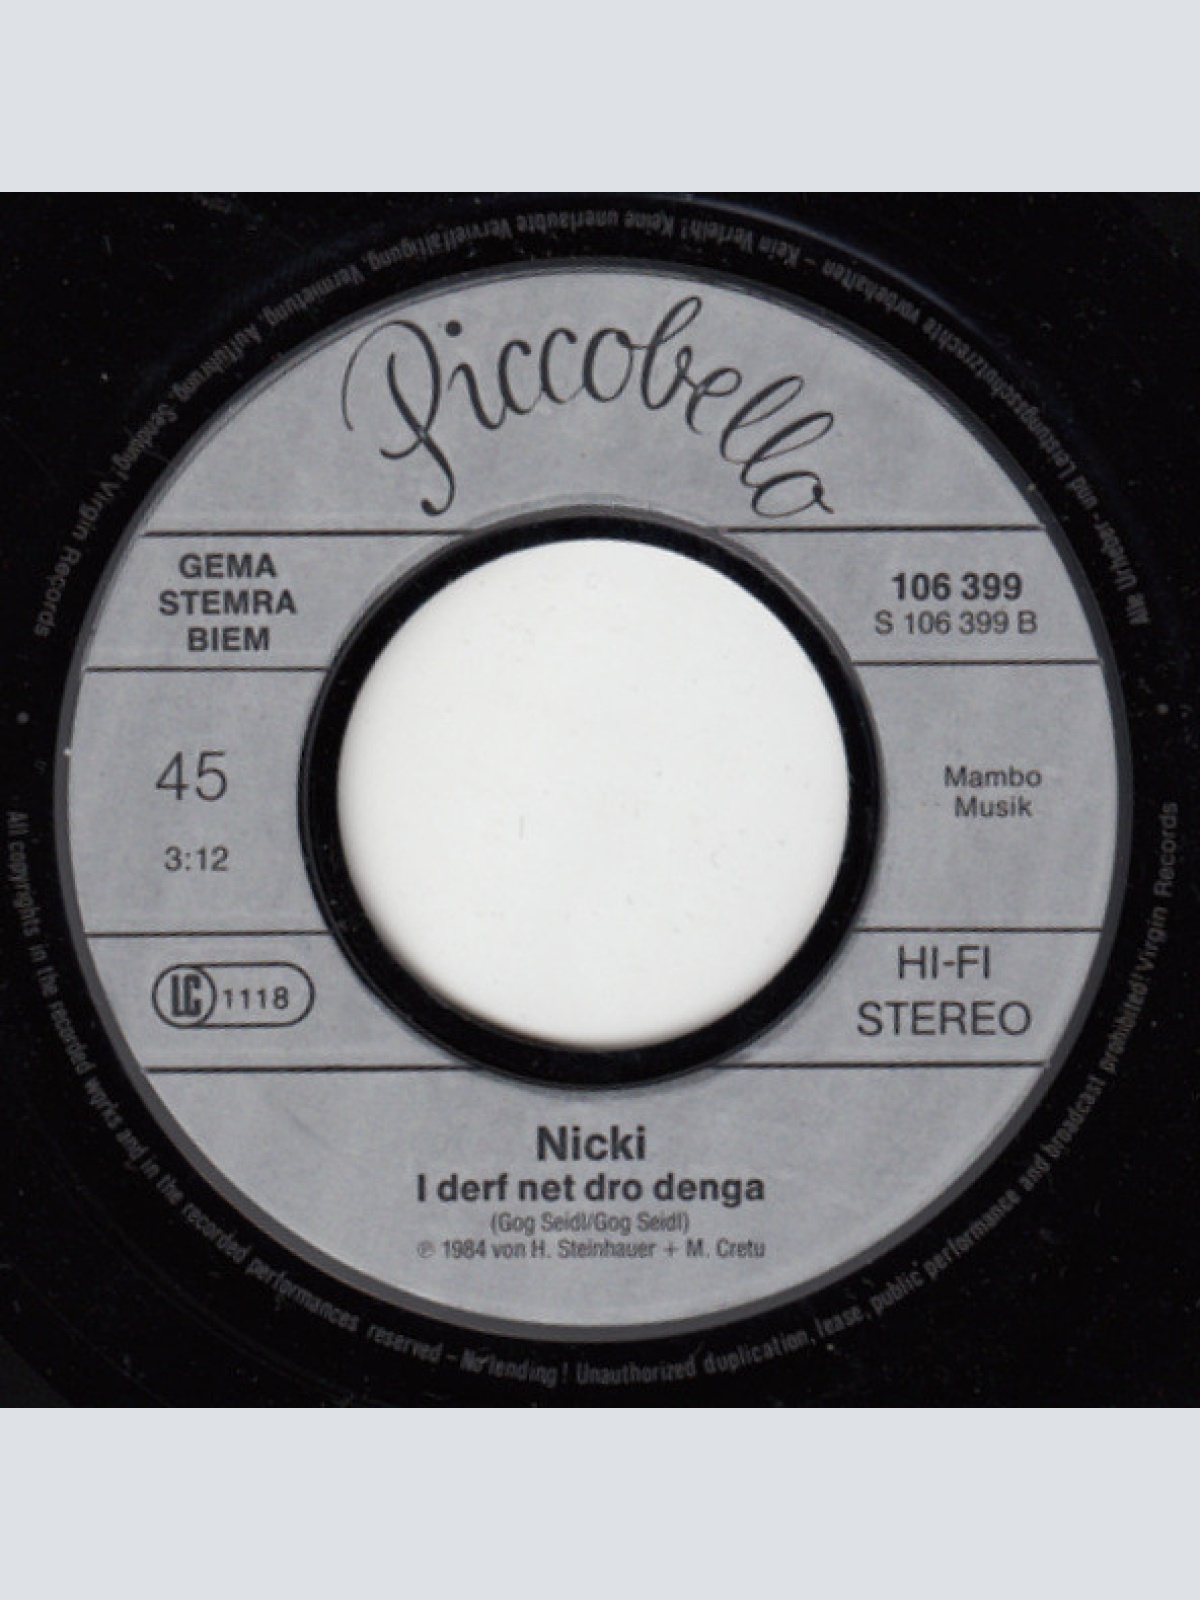 Alle Urheber- und Leistungsschutzrechte vorbehalten – Kein Verleih! Keine unerlaubte Vervielfältigung, Vermietung, Aufführung, Sendung! Virgin Records
Piccobello
GEMA
STEMRA
BIEM
106 399
S 106 399 B
45
3:12
Mambo
Musik
LC 1118
HI-FI
STEREO
Nicki
I derf net dro denga
(Gog Seidl/Gog Seidl)
℗ 1984 von H. Steinhauer + M. Cretu
All copyrights in the recorded works and in the recorded performances reserved – No lending! Unauthorized duplication, lease, public performance and broadcast prohibited! Virgin Records